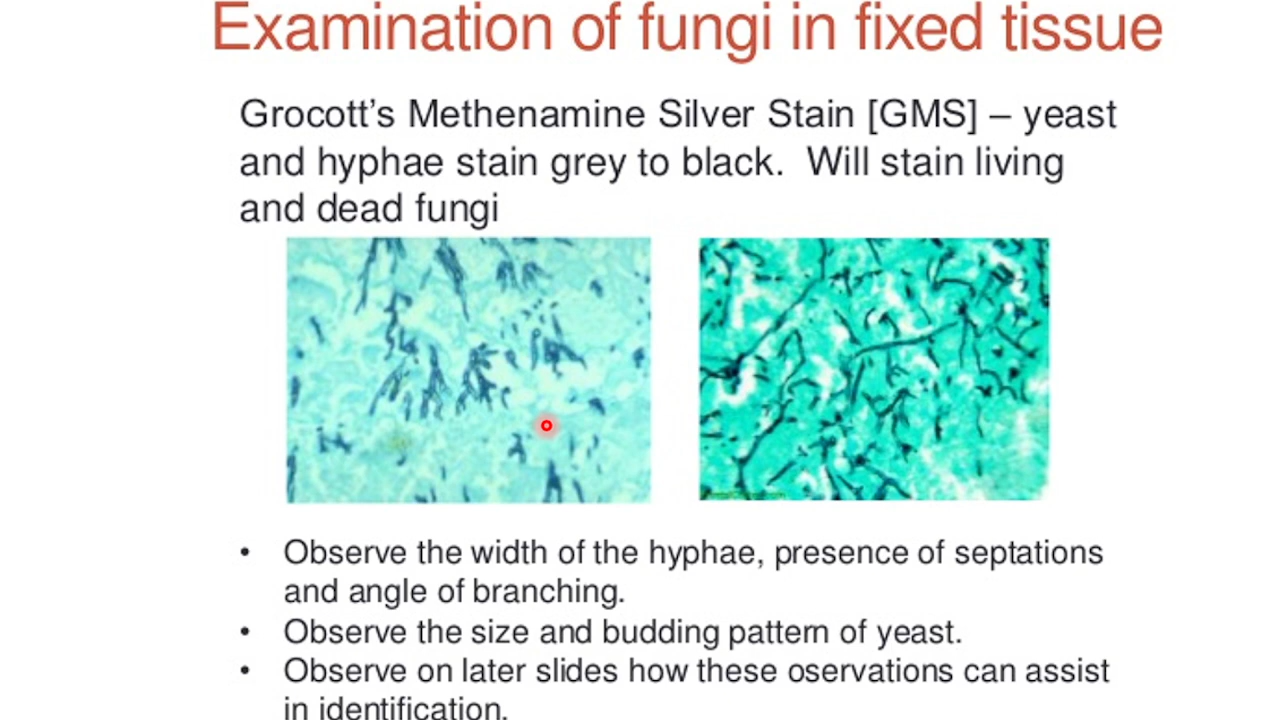 Examination of fungi in fixed tissue
Grocott’s Methenamine Silver Stain [GMS] – yeast
and hyphae stain grey to black.  Will stain living
and dead fungi
• Observe the width of the hyphae, presence of septations
and angle of branching.
• Observe the size and budding pattern of yeast.
• Observe on later slides how these oservations can assist
in identification.